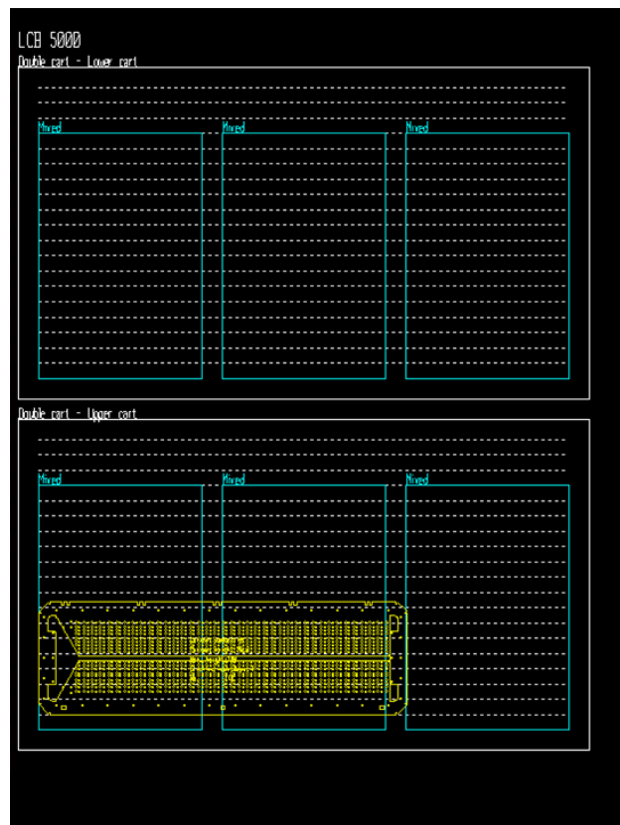 LCB 5000
Double cart - Lower cart
Mixed Mixed Mixed
Double cart - Upper cart
Mixed Mixed Mixed